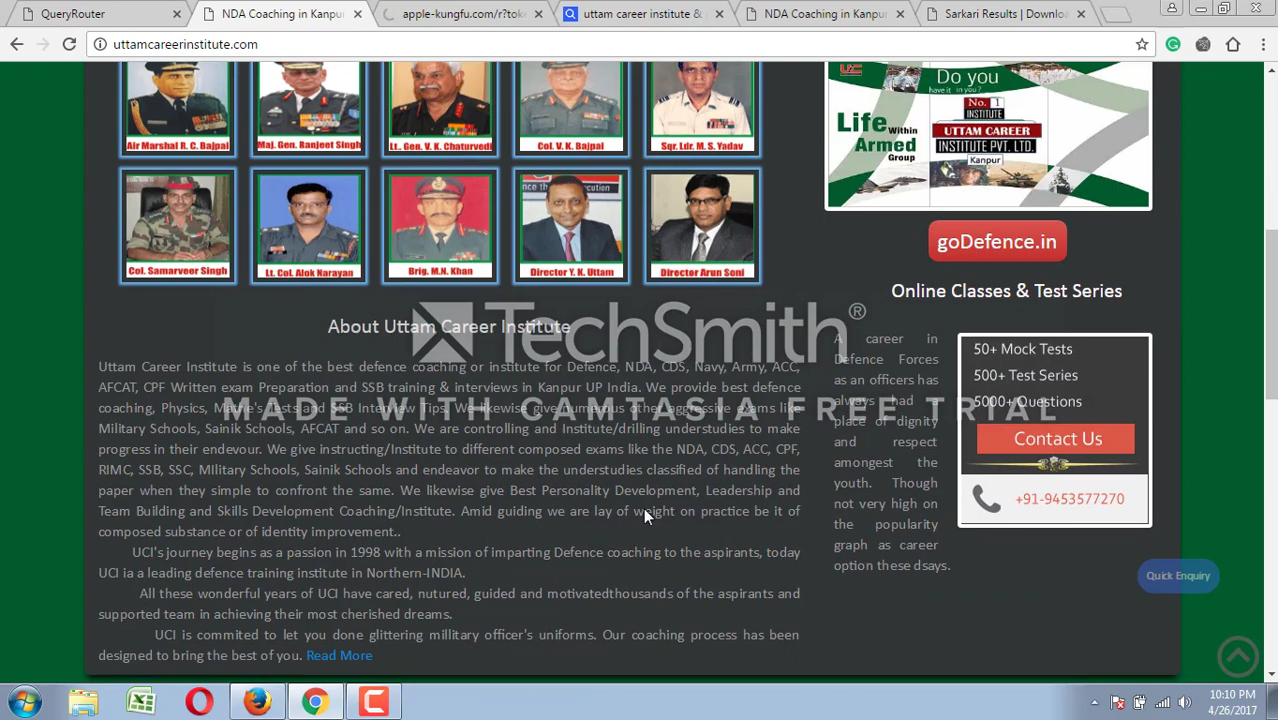 QueryRouter
NDA Coaching in Kanpur
apple-kungfu.com/r?tok
uttam career institute &
NDA Coaching in Kanpur
Sarkari Results | Downlo
uttamcareerinstitute.com
Air Marshal R. C. Bajpai
Maj. Gen. Ranjeet Singh
Lt.. Gen. V. K. Chaturvedi
Col. V. K. Bajpal
Sqr. Ldr. M. S. Yadav
Col. Samarveer Singh
Lt. Col. Alok Narayan
Brig. M.N. Khan
Director Y. K. Uttam
Director Arun Soni
Do you
have it in you?
Life Within
Armed
Group
No. 1
INSTITUTE
UTTAM CAREER
INSTITUTE PVT. LTD.
Kanpur
goDefence.in
Online Classes & Test Series
TechSmith®
MADE WITH CAMTASIA FREE TRIAL
About Uttam Career Institute
Uttam Career Institute is one of the best defence coaching or institute for Defence, NDA, CDS, Navy, Army, ACC,
AFCAT, CPF Written exam Preparation and SSB training & interviews in Kanpur UP India. We provide best defence
coaching, Physics, Mathe's Tests and SSB Interview Tips. We likewise give numerous other aggressive exams like
Military Schools, Sainik Schools, AFCAT and so on. We are controlling and Institute/drilling understudies to make
progress in their endevour. We give instructing/Institute to different composed exams like the NDA, CDS, ACC, CPF,
RIMC, SSB, SSC, MIlitary Schools, Sainik Schools and endeavor to make the understudies classified of handling the
paper when they simple to confront the same. We likewise give Best Personality Development, Leadership and
Team Building and Skills Development Coaching/Institute. Amid guiding we are lay of weight on practice be it of
composed substance or of identity improvement..
UCI's journey begins as a passion in 1998 with a mission of imparting Defence coaching to the aspirants, today
UCI ia a leading defence training institute in Northern-INDIA.
All these wonderful years of UCI have cared, nutured, guided and motivatedthousands of the aspirants and
supported team in achieving their most cherished dreams.
UCI is commited to let you done glittering millitary officer's uniforms. Our coaching process has been
designed to bring the best of you. Read More
A career in
Defence Forces
as an officers has
always had a
place of dignity
and respect
amongest the
youth. Though
not very high on
the popularity
graph as career
option these dsays.
50+ Mock Tests
500+ Test Series
5000+ Questions
Contact Us
+91-9453577270
Quick Enquiry
10:10 PM
4/26/2017